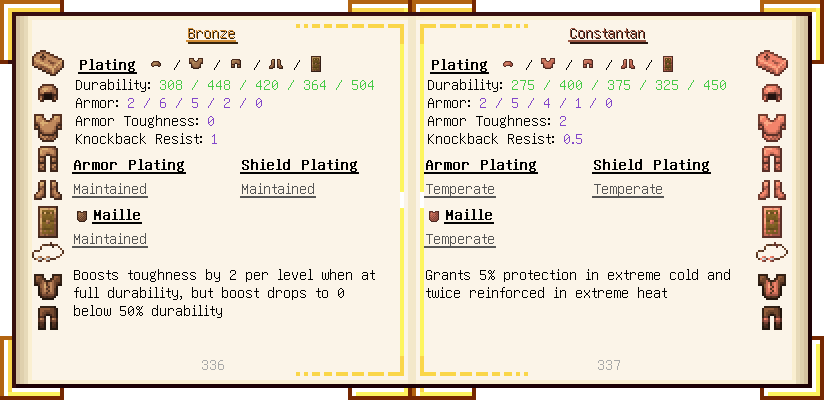 Bronze
Plating / / / /
Durability: 308 / 448 / 420 / 364 / 504
Armor: 2 / 6 / 5 / 2 / 0
Armor Toughness: 0
Knockback Resist: 1
Armor Plating Shield Plating
Maintained Maintained
Maille
Maintained
Boosts toughness by 2 per level when at
full durability, but boost drops to 0
below 50% durability
336
Constantan
Plating / / / /
Durability: 275 / 400 / 375 / 325 / 450
Armor: 2 / 5 / 4 / 1 / 0
Armor Toughness: 2
Knockback Resist: 0.5
Armor Plating Shield Plating
Temperate Temperate
Maille
Temperate
Grants 5% protection in extreme cold and
twice reinforced in extreme heat
337